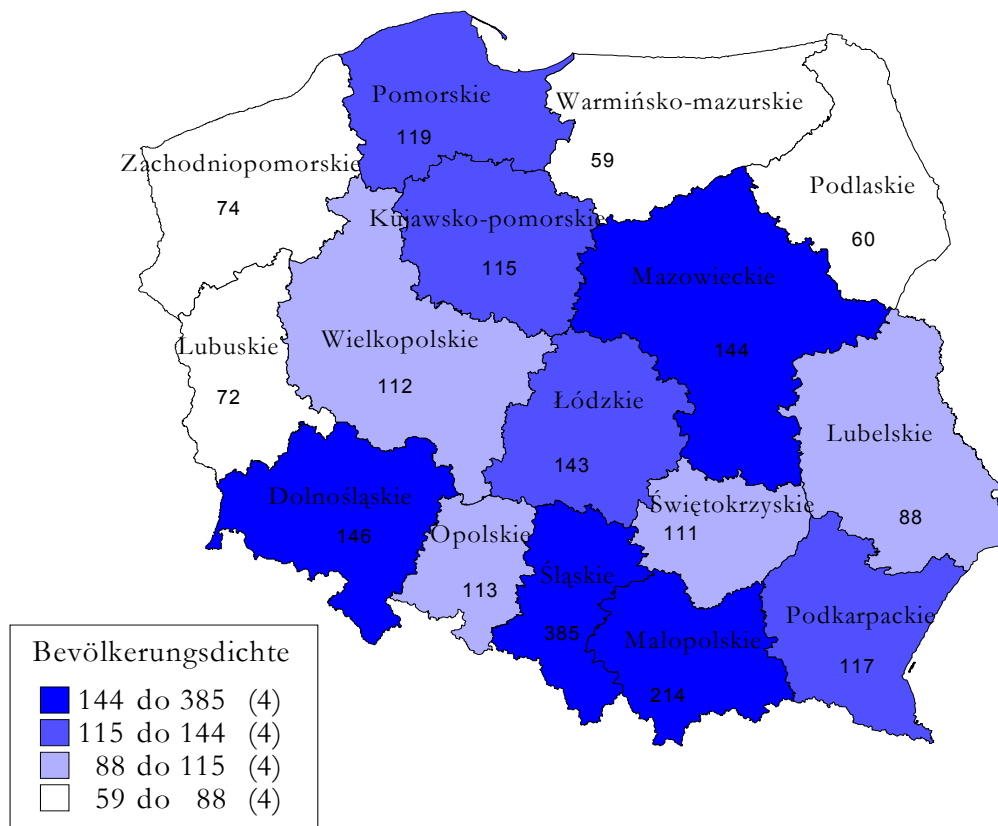 Pomorskie
119
Warmińsko-mazurskie
59
Zachodniopomorskie
74
Podlaskie
60
Kujawsko-pomorskie
115
Mazowieckie
144
Lubuskie
72
Wielkopolskie
112
Łódzkie
143
Lubelskie
88
Dolnośląskie
146
Opolskie
113
Świętokrzyskie
111
Śląskie
385
Małopolskie
214
Podkarpackie
117
Bevölkerungsdichte
144 do 385 (4)
115 do 144 (4)
88 do 115 (4)
59 do 88 (4)